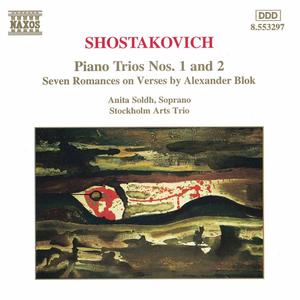 NAXOS
DDD
8.553297
SHOSTAKOVICH
Piano Trios Nos. 1 and 2
Seven Romances on Verses by Alexander Blok
Anita Soldh, Soprano
Stockholm Arts Trio